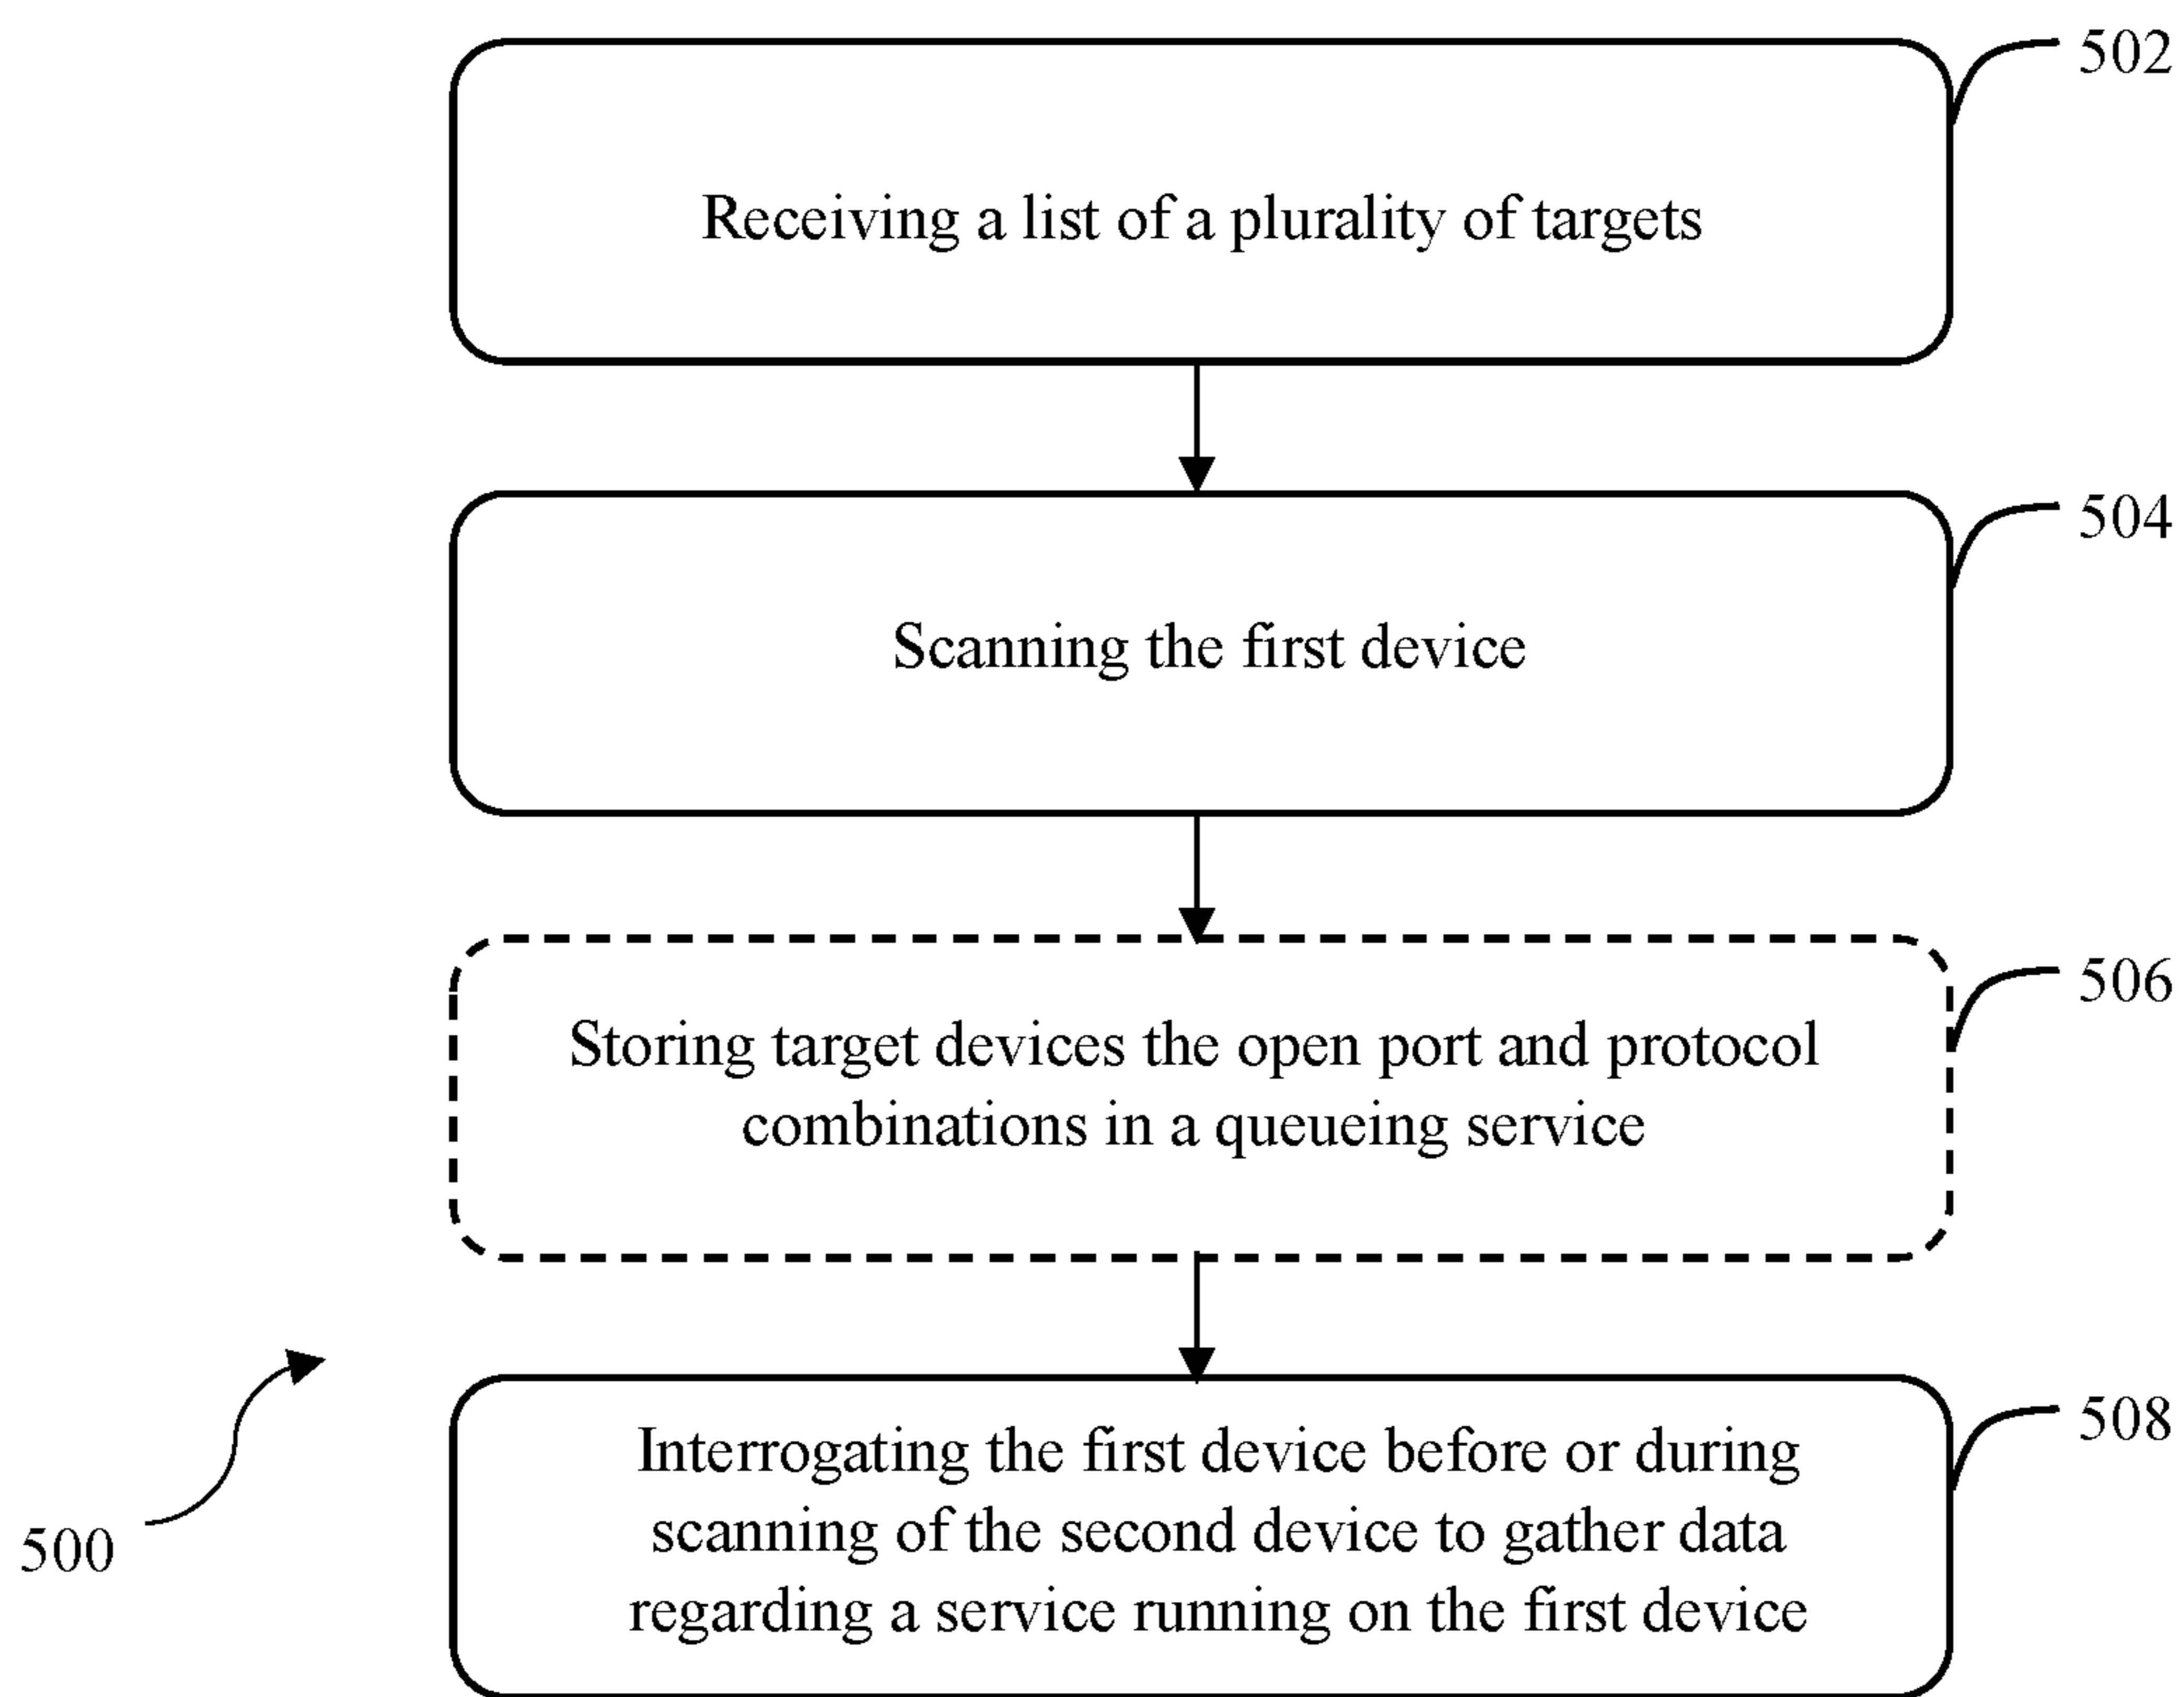 502
Receiving a list of a plurality of targets
504
Scanning the first device
506
Storing target devices the open port and protocol
combinations in a queueing service
508
Interrogating the first device before or during
scanning of the second device to gather data
regarding a service running on the first device
500